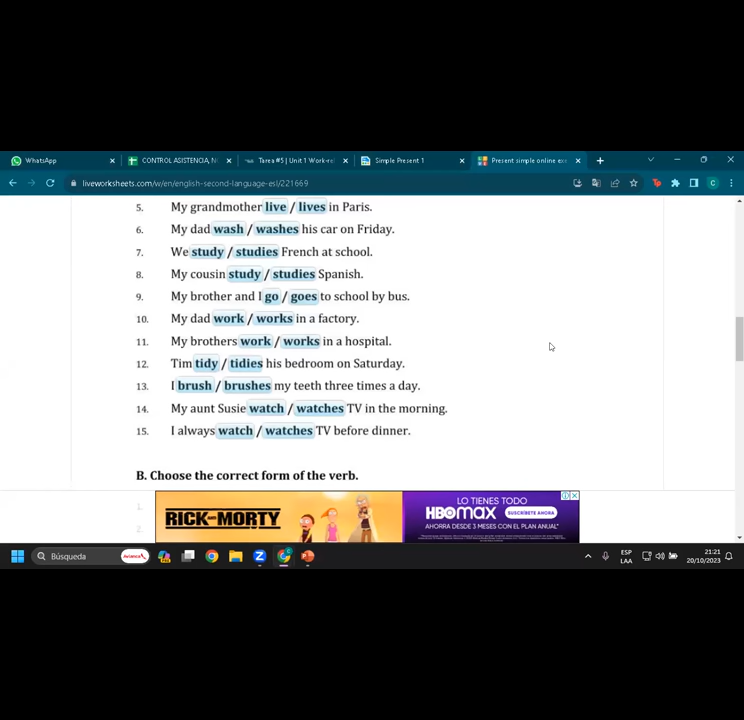 WhatsApp
CONTROL ASISTENCIA, N
Tarea #5 | Unit 1 Work-re
Simple Present 1
Present simple online exe
liveworksheets.com/w/en/english-second-language-esl/221669
5. My grandmother live / lives in Paris.
6. My dad wash / washes his car on Friday.
7. We study / studies French at school.
8. My cousin study / studies Spanish.
9. My brother and I go / goes to school by bus.
10. My dad work / works in a factory.
11. My brothers work / works in a hospital.
12. Tim tidy / tidies his bedroom on Saturday.
13. I brush / brushes my teeth three times a day.
14. My aunt Susie watch / watches TV in the morning.
15. I always watch / watches TV before dinner.
B. Choose the correct form of the verb.
1.
2.
RICK AND MORTY
LO TIENES TODO
HBOMAX SUSCRÍBETE AHORA
AHORRA DESDE 3 MESES CON EL PLAN ANUAL*
Búsqueda
ESP
LAA
21:21
20/10/2023